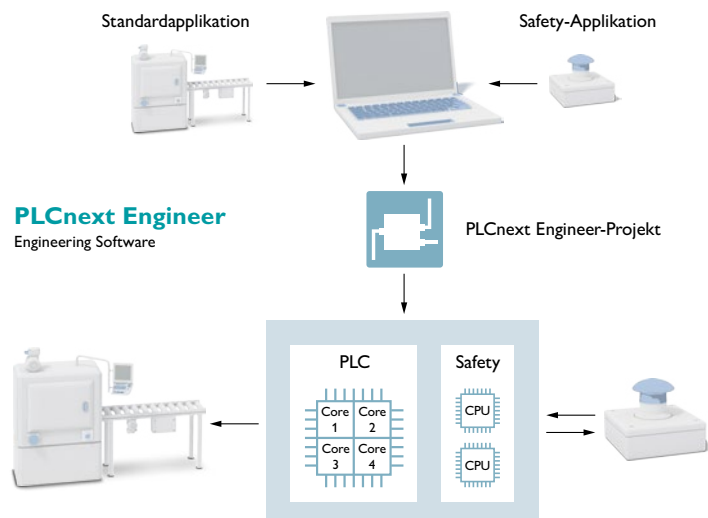 Standardapplikation
Safety-Applikation
PLCnext Engineer
Engineering Software
PLCnext Engineer-Projekt
PLC
Safety
Core
1
Core
2
Core
3
Core
4
CPU
CPU